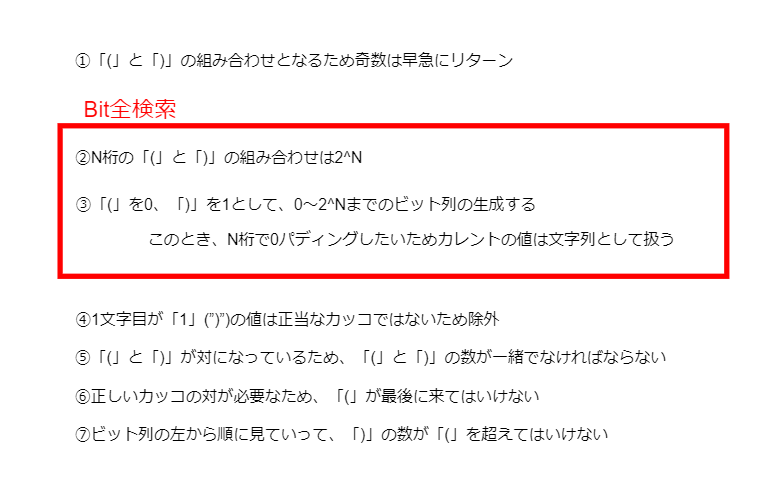 ①「(」と「)」の組み合わせとなるため奇数は早急にリターン
Bit全検索
②N桁の「(」と「)」の組み合わせは2^N
③「(」を0、「)」を1として、0～2^Nまでのビット列の生成する
このとき、N桁で0パディングしたいためカレントの値は文字列として扱う
④1文字目が「1」(”)”)の値は正当なカッコではないため除外
⑤「(」と「)」が対になっているため、「(」と「)」の数が一緒でなければならない
⑥正しいカッコの対が必要なため、「(」が最後に来てはいけない
⑦ビット列の左から順に見ていって、「)」の数が「(」を超えてはいけない